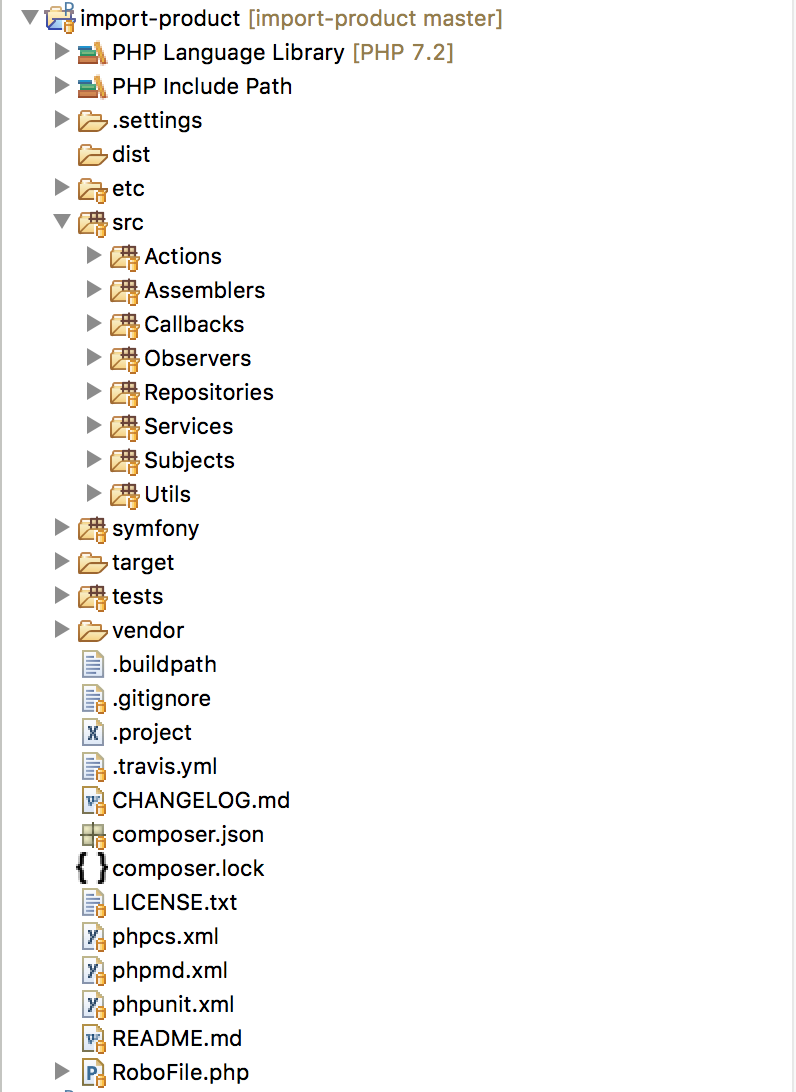 import-product [import-product master]
PHP Language Library [PHP 7.2]
PHP Include Path
.settings
dist
etc
src
Actions
Assemblers
Callbacks
Observers
Repositories
Services
Subjects
Utils
symfony
target
tests
vendor
.buildpath
.gitignore
.project
.travis.yml
CHANGELOG.md
composer.json
composer.lock
LICENSE.txt
phpcs.xml
phpmd.xml
phpunit.xml
README.md
RoboFile.php